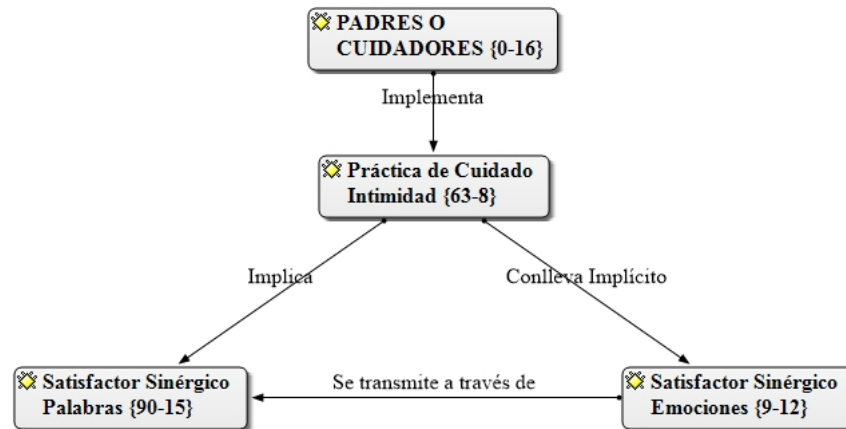 PADRES O
CUIDADORES {0-16}
Implementa
Práctica de Cuidado
Intimidad {63-8}
Implica
Conlleva Implícito
Satisfactor Sinérgico
Palabras {90-15}
Se transmite a través de
Satisfactor Sinérgico
Emociones {9-12}